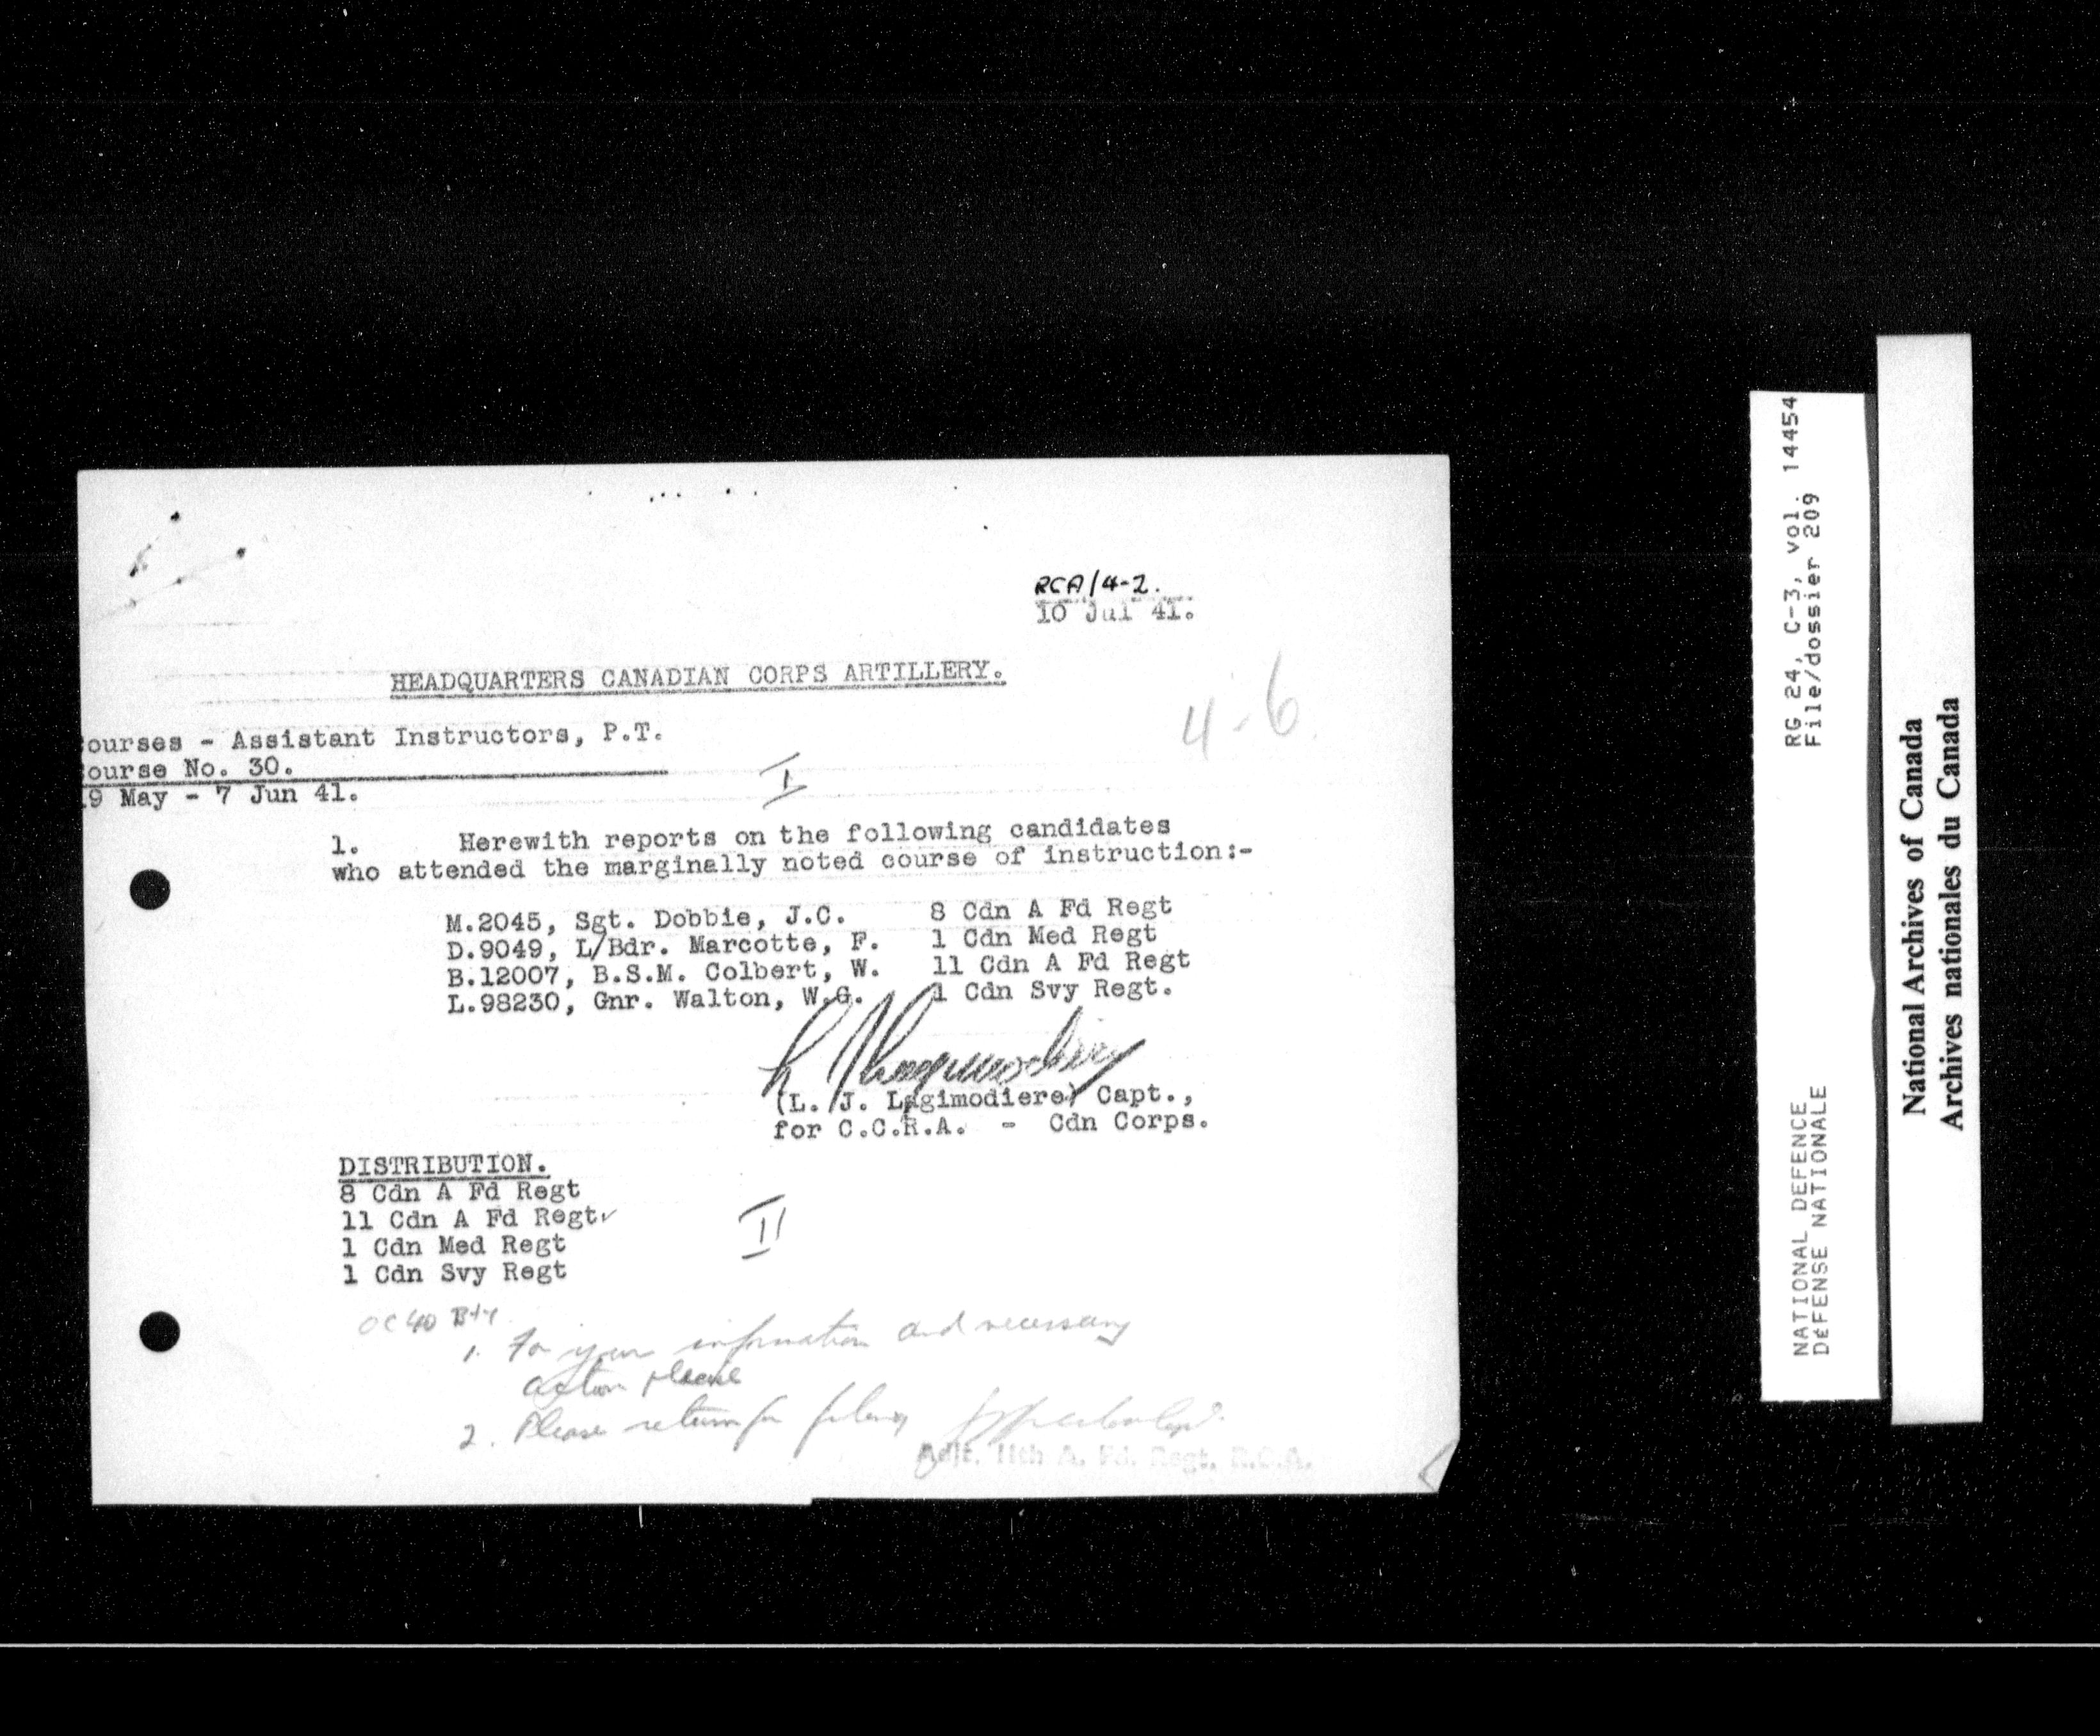 RCA/4-2.
10 Jul 41.
HEADQUARTERS CANADIAN CORPS ARTILLERY.
4-6.
ourses - Assistant Instructors, P.T.
ourse No. 30.
19 May - 7 Jun 41.
I
1. Herewith reports on the following candidates
who attended the marginally noted course of instruction:-
M.2045, Sgt. Dobbie, J.C. 8 Cdn A Fd Regt
D.9049, L/Bdr. Marcotte, F. 1 Cdn Med Regt
B.12007, B.S.M. Colbert, W. 11 Cdn A Fd Regt
L.98230, Gnr. Walton, W.G. 1 Cdn Svy Regt.
(L. J. Lagimodiere) Capt.,
for C.C.R.A. - Cdn Corps.
DISTRIBUTION.
8 Cdn A Fd Regt
11 Cdn A Fd Regt.
1 Cdn Med Regt
1 Cdn Svy Regt
II
OC 40 Bty.
1. For your information and necessary
action please
2. Please return for filing
Adjt. 11th A. Fd. Regt. R.C.A.
RG 24, C-3, vol. 14454
File/dossier 209
NATIONAL DEFENCE
DéFENSE NATIONALE
National Archives of Canada
Archives nationales du Canada